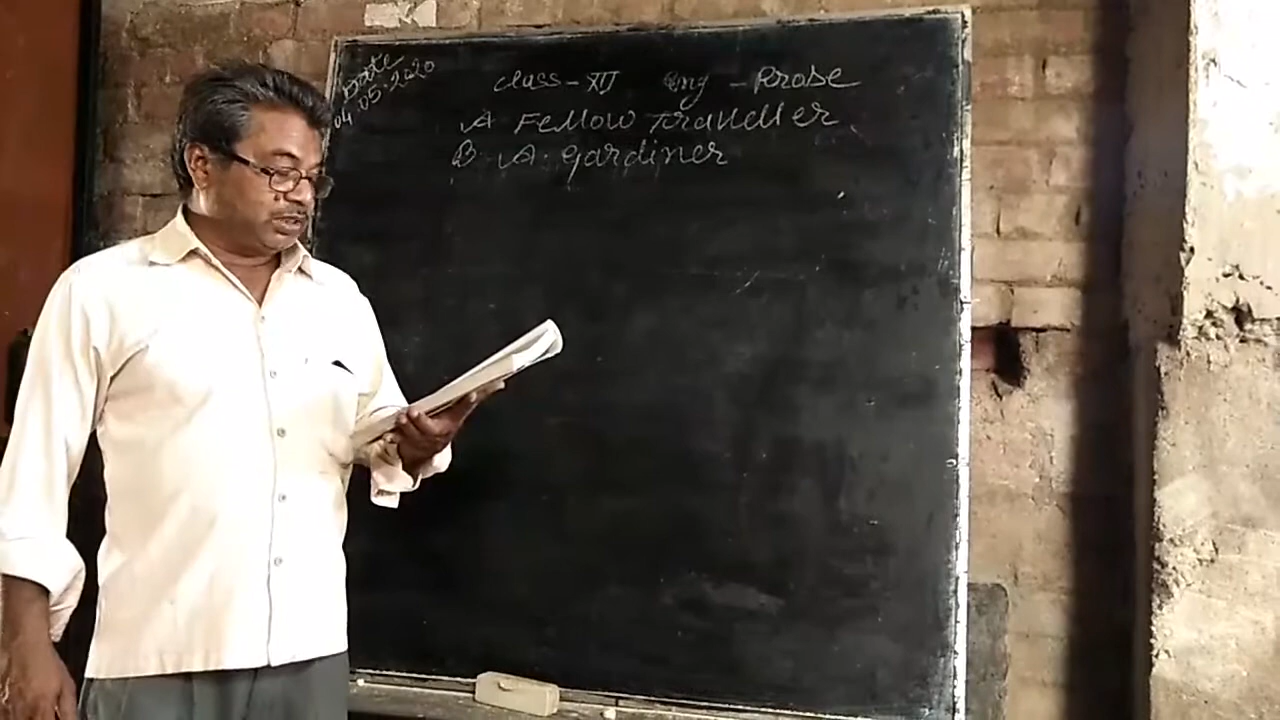 Date
04.05.2020
Class - XII Eng - Prose
A Fellow Traveller
B A. Gardiner